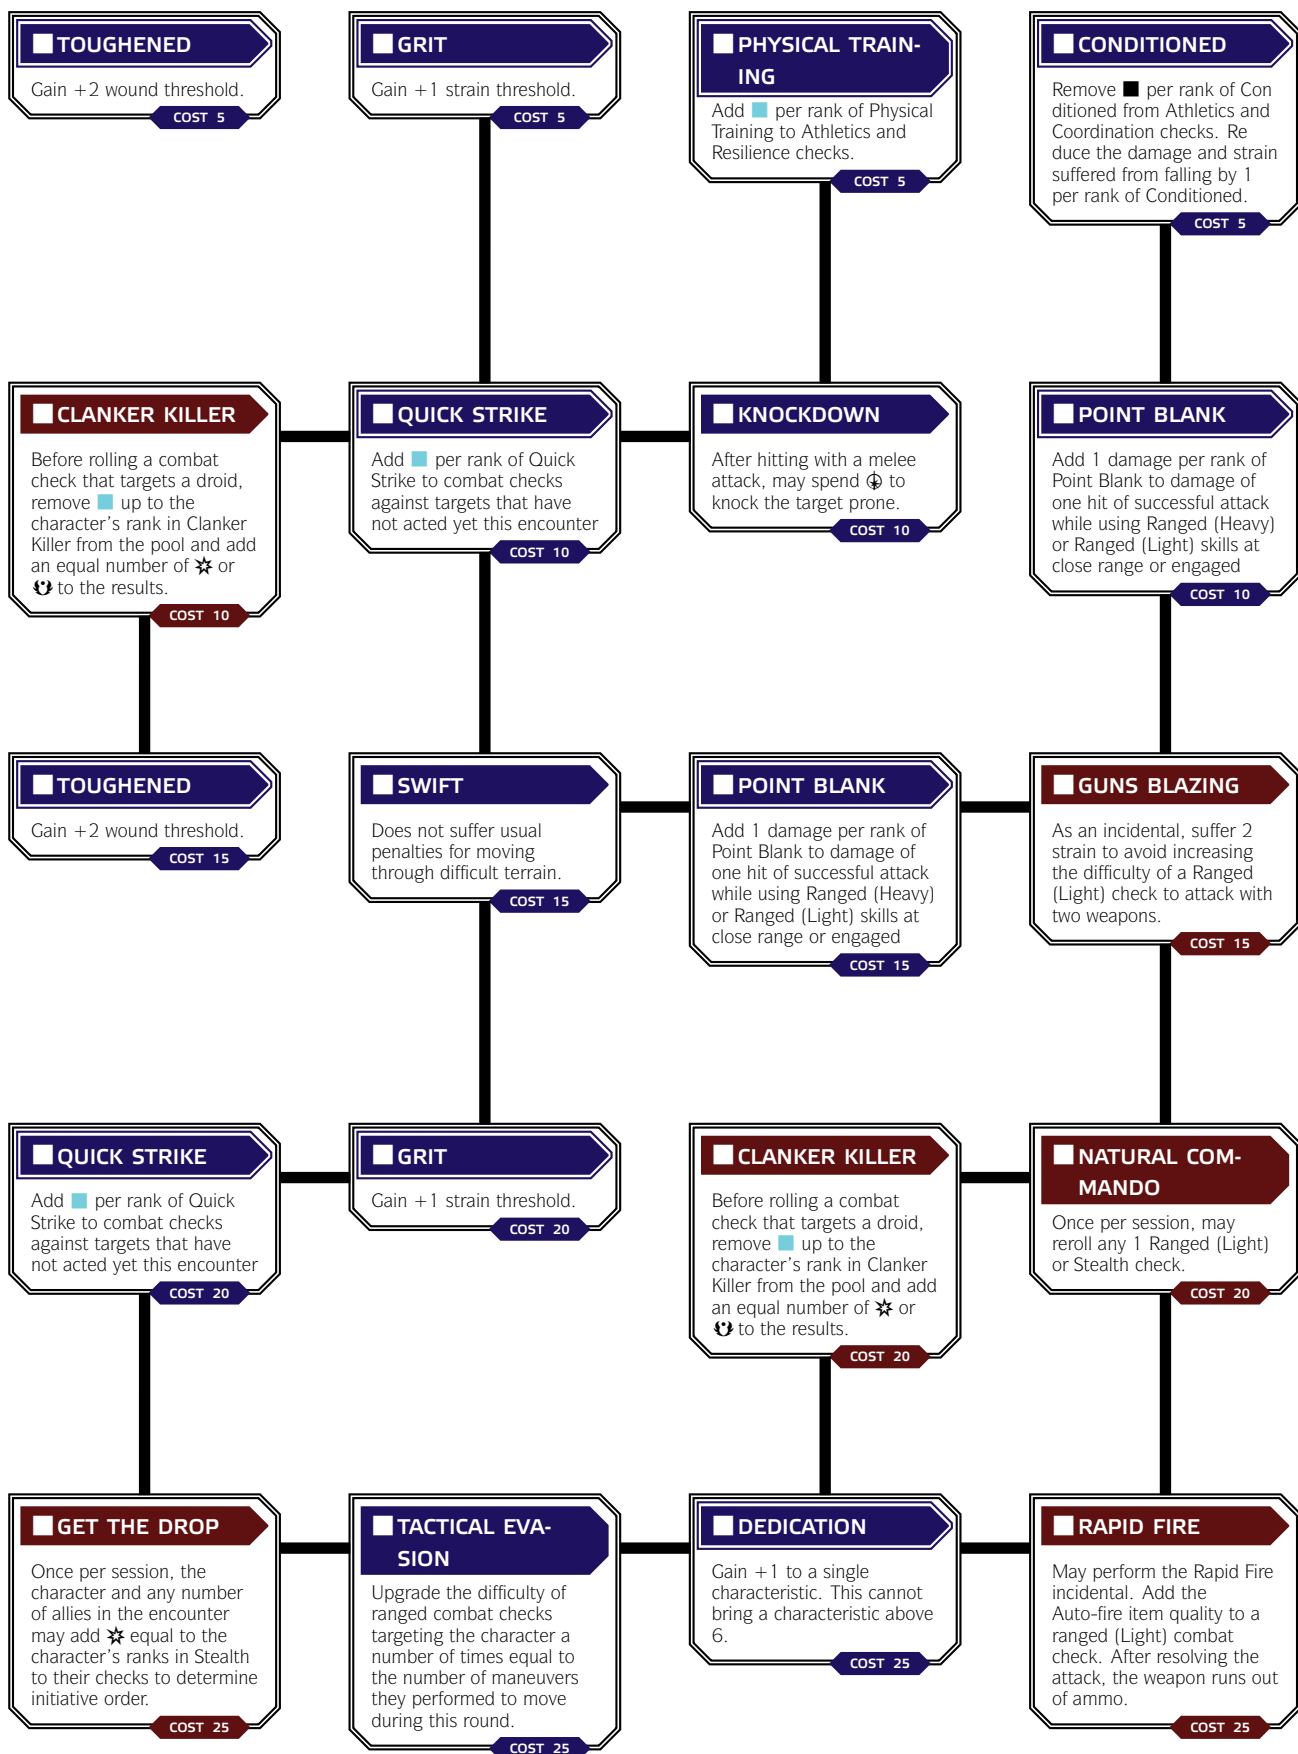 TOUGHENED
Gain +2 wound threshold.
COST 5
GRIT
Gain +1 strain threshold.
COST 5
PHYSICAL TRAIN-
ING
Add per rank of Physical
Training to Athletics and
Resilience checks.
COST 5
CONDITIONED
Remove per rank of Con
ditioned from Athletics and
Coordination checks. Re
duce the damage and strain
suffered from falling by 1
per rank of Conditioned.
COST 5
CLANKER KILLER
Before rolling a combat
check that targets a droid,
remove up to the
character's rank in Clanker
Killer from the pool and add
an equal number of or
to the results.
COST 10
QUICK STRIKE
Add per rank of Quick
Strike to combat checks
against targets that have
not acted yet this encounter
COST 10
KNOCKDOWN
After hitting with a melee
attack, may spend to
knock the target prone.
COST 10
POINT BLANK
Add 1 damage per rank of
Point Blank to damage of
one hit of successful attack
while using Ranged (Heavy)
or Ranged (Light) skills at
close range or engaged
COST 10
TOUGHENED
Gain +2 wound threshold.
COST 15
SWIFT
Does not suffer usual
penalties for moving
through difficult terrain.
COST 15
POINT BLANK
Add 1 damage per rank of
Point Blank to damage of
one hit of successful attack
while using Ranged (Heavy)
or Ranged (Light) skills at
close range or engaged
COST 15
GUNS BLAZING
As an incidental, suffer 2
strain to avoid increasing
the difficulty of a Ranged
(Light) check to attack with
two weapons.
COST 15
QUICK STRIKE
Add per rank of Quick
Strike to combat checks
against targets that have
not acted yet this encounter
COST 20
GRIT
Gain +1 strain threshold.
COST 20
CLANKER KILLER
Before rolling a combat
check that targets a droid,
remove up to the
character's rank in Clanker
Killer from the pool and add
an equal number of or
to the results.
COST 20
NATURAL COM-
MANDO
Once per session, may
reroll any 1 Ranged (Light)
or Stealth check.
COST 20
GET THE DROP
Once per session, the
character and any number
of allies in the encounter
may add equal to the
character's ranks in Stealth
to their checks to determine
initiative order.
COST 25
TACTICAL EVA-
SION
Upgrade the difficulty of
ranged combat checks
targeting the character a
number of times equal to
the number of maneuvers
they performed to move
during this round.
COST 25
DEDICATION
Gain +1 to a single
characteristic. This cannot
bring a characteristic above
6.
COST 25
RAPID FIRE
May perform the Rapid Fire
incidental. Add the
Auto-fire item quality to a
ranged (Light) combat
check. After resolving the
attack, the weapon runs out
of ammo.
COST 25